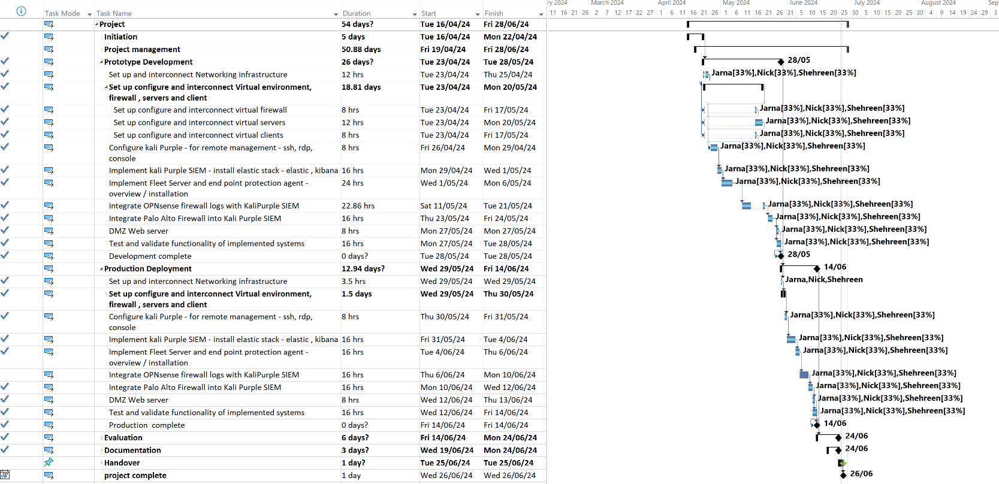 ry 2024 March 2024 April 2024 May 2024 June 2024 July 2024 August 2024 Sept
Task Mode Task Name Duration Start Finish 11 16 21 26 2 7 12 17 22 27 1 6 11 16 21 26 1 6 11 16 21 26 31 5 10 15 20 25 30 5 10 15 20 25 30 4 9 14 19 24 29 3
Project 54 days? Tue 16/04/24 Fri 28/06/24
Initiation 5 days Tue 16/04/24 Mon 22/04/24
Project management 50.88 days Fri 19/04/24 Fri 28/06/24
Prototype Development 26 days? Tue 23/04/24 Tue 28/05/24 28/05
Set up and interconnect Networking infrastructure 12 hrs Tue 23/04/24 Thu 25/04/24 Jarna[33%],Nick[33%],Shehreen[33%]
Set up configure and interconnect Virtual environment, 18.81 days Tue 23/04/24 Mon 20/05/24
firewall , servers and client
Set up configure and interconnect virtual firewall 8 hrs Tue 23/04/24 Fri 17/05/24 Jarna[33%],Nick[33%],Shehreen[33%]
Set up configure and interconnect virtual servers 12 hrs Tue 23/04/24 Mon 20/05/24 Jarna[33%],Nick[33%],Shehreen[33%]
Set up configure and interconnect virtual clients 8 hrs Tue 23/04/24 Fri 17/05/24 Jarna[33%],Nick[33%],Shehreen[33%]
Configure kali Purple - for remote management - ssh, rdp, 8 hrs Fri 26/04/24 Mon 29/04/24 Jarna[33%],Nick[33%],Shehreen[33%]
console
Implement kali Purple SIEM - install elastic stack - elastic , kibana 16 hrs Mon 29/04/24 Wed 1/05/24 Jarna[33%],Nick[33%],Shehreen[33%]
Implement Fleet Server and end point protection agent - 24 hrs Wed 1/05/24 Mon 6/05/24 Jarna[33%],Nick[33%],Shehreen[33%]
overview / installation
Integrate OPNsense firewall logs with KaliPurple SIEM 22.86 hrs Sat 11/05/24 Tue 21/05/24 Jarna[33%],Nick[33%],Shehreen[33%]
Integrate Palo Alto Firewall into Kali Purple SIEM 16 hrs Thu 23/05/24 Fri 24/05/24 Jarna[33%],Nick[33%],Shehreen[33%]
DMZ Web server 8 hrs Mon 27/05/24 Mon 27/05/24 Jarna[33%],Nick[33%],Shehreen[33%]
Test and validate functionality of implemented systems 16 hrs Mon 27/05/24 Tue 28/05/24 Jarna[33%],Nick[33%],Shehreen[33%]
Development complete 0 days? Tue 28/05/24 Tue 28/05/24 28/05
Production Deployment 12.94 days? Wed 29/05/24 Fri 14/06/24 14/06
Set up and interconnect Networking infrastructure 3.5 hrs Wed 29/05/24 Wed 29/05/24 Jarna,Nick,Shehreen
Set up configure and interconnect Virtual environment, 1.5 days Wed 29/05/24 Thu 30/05/24
firewall , servers and client
Configure kali Purple - for remote management - ssh, rdp, 8 hrs Thu 30/05/24 Fri 31/05/24 Jarna[33%],Nick[33%],Shehreen[33%]
console
Implement kali Purple SIEM - install elastic stack - elastic , kibana 16 hrs Fri 31/05/24 Tue 4/06/24 Jarna[33%],Nick[33%],Shehreen[33%]
Implement Fleet Server and end point protection agent - 16 hrs Tue 4/06/24 Thu 6/06/24 Jarna[33%],Nick[33%],Shehreen[33%]
overview / installation
Integrate OPNsense firewall logs with KaliPurple SIEM 16 hrs Thu 6/06/24 Mon 10/06/24 Jarna[33%],Nick[33%],Shehreen[33%]
Integrate Palo Alto Firewall into Kali Purple SIEM 16 hrs Mon 10/06/24 Wed 12/06/24 Jarna[33%],Nick[33%],Shehreen[33%]
DMZ Web server 8 hrs Wed 12/06/24 Thu 13/06/24 Jarna[33%],Nick[33%],Shehreen[33%]
Test and validate functionality of implemented systems 16 hrs Wed 12/06/24 Fri 14/06/24 Jarna[33%],Nick[33%],Shehreen[33%]
Production complete 0 days? Fri 14/06/24 Fri 14/06/24 14/06
Evaluation 6 days? Fri 14/06/24 Mon 24/06/24 24/06
Documentation 3 days? Wed 19/06/24 Mon 24/06/24 24/06
Handover 1 day? Tue 25/06/24 Tue 25/06/24
project complete 1 day Wed 26/06/24 Wed 26/06/24 26/06